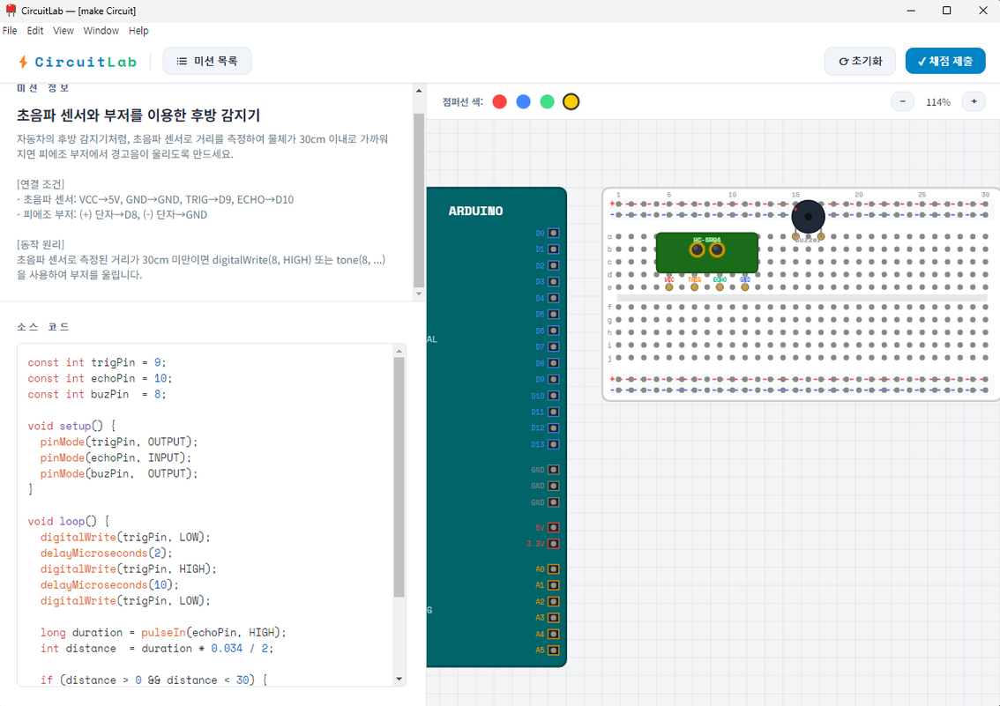 CircuitLab — [make Circuit]
File Edit View Window Help
CircuitLab
미션 목록
초기화
✓ 채점 제출
미션 정보
초음파 센서와 부저를 이용한 후방 감지기
자동차의 후방 감지기처럼, 초음파 센서로 거리를 측정하여 물체가 30cm 이내로 가까워
지면 피에조 부저에서 경고음이 울리도록 만드세요.
[연결 조건]
- 초음파 센서: VCC→5V, GND→GND, TRIG→D9, ECHO→D10
- 피에조 부저: (+) 단자→D8, (-) 단자→GND
[동작 원리]
초음파 센서로 측정된 거리가 30cm 미만이면 digitalWrite(8, HIGH) 또는 tone(8, ...)
을 사용하여 부저를 울립니다.
소스 코드
const int trigPin = 9;
const int echoPin = 10;
const int buzPin  = 8;
void setup() {
  pinMode(trigPin, OUTPUT);
  pinMode(echoPin, INPUT);
  pinMode(buzPin,  OUTPUT);
}
void loop() {
  digitalWrite(trigPin, LOW);
  delayMicroseconds(2);
  digitalWrite(trigPin, HIGH);
  delayMicroseconds(10);
  digitalWrite(trigPin, LOW);
  long duration = pulseIn(echoPin, HIGH);
  int distance  = duration * 0.034 / 2;
  if (distance > 0 && distance < 30) {
점퍼선 색:
− 114% +
ARDUINO
D0
D1
D2
D3
D4
D5
D6
D7
D8
D9
D10
D11
D12
D13
GND
GND
GND
5V
3.3V
A0
A1
A2
A3
A4
A5
AL
G
1 5 10 15 20 25 30
+
-
a
b
c
d
e
f
g
h
i
j
+
-
HC-SR04
VCC TRIG ECHO GND
+
Buzzer